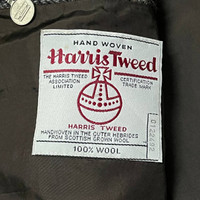 HAND WOVEN
Harris Tweed
THE HARRIS TWEED
ASSOCIATION
LIMITED
CERTIFICATION
TRADE MARK
HARRIS TWEED
HANDWOVEN IN THE OUTER HEBRIDES
FROM SCOTTISH GROWN WOOL
100% WOOL